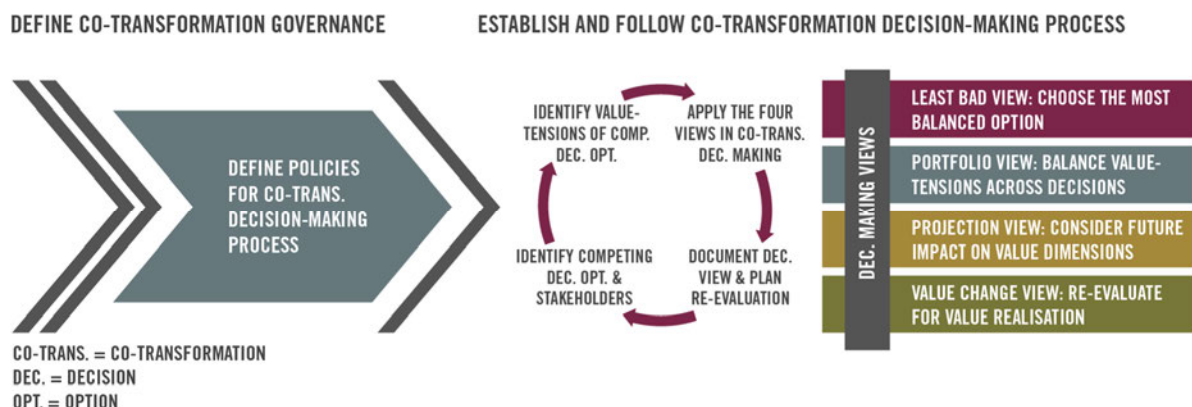 DEFINE CO-TRANSFORMATION GOVERNANCE
ESTABLISH AND FOLLOW CO-TRANSFORMATION DECISION-MAKING PROCESS
DEFINE POLICIES
FOR CO-TRANS.
DECISION-MAKING
PROCESS
IDENTIFY VALUE-
TENSIONS OF COMP.
DEC. OPT.
APPLY THE FOUR
VIEWS IN CO-TRANS.
DEC. MAKING
IDENTIFY COMPETING
DEC. OPT. &
STAKEHOLDERS
DOCUMENT DEC.
VIEW & PLAN
RE-EVALUATION
DEC. MAKING VIEWS
LEAST BAD VIEW: CHOOSE THE MOST
BALANCED OPTION
PORTFOLIO VIEW: BALANCE VALUE-
TENSIONS ACROSS DECISIONS
PROJECTION VIEW: CONSIDER FUTURE
IMPACT ON VALUE DIMENSIONS
VALUE CHANGE VIEW: RE-EVALUATE
FOR VALUE REALISATION
CO-TRANS. = CO-TRANSFORMATION
DEC. = DECISION
OPT. = OPTION